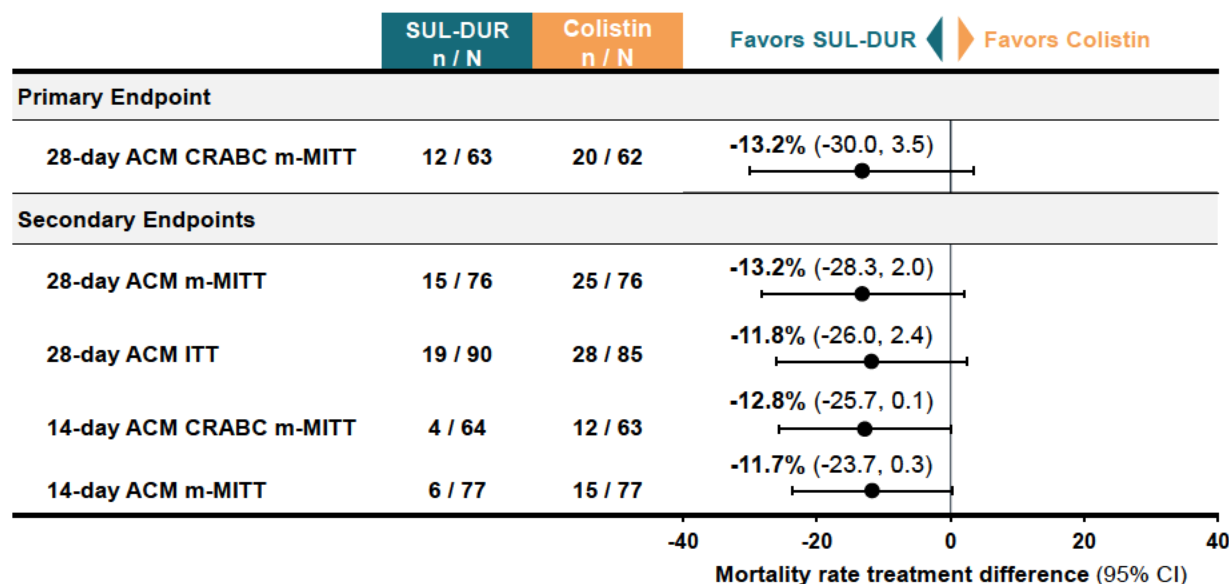 SUL-DUR n / N Colistin n / N Favors SUL-DUR Favors Colistin
Primary Endpoint
28-day ACM CRABC m-MITT 12 / 63 20 / 62 -13.2% (-30.0, 3.5)
Secondary Endpoints
28-day ACM m-MITT 15 / 76 25 / 76 -13.2% (-28.3, 2.0)
28-day ACM ITT 19 / 90 28 / 85 -11.8% (-26.0, 2.4)
14-day ACM CRABC m-MITT 4 / 64 12 / 63 -12.8% (-25.7, 0.1)
14-day ACM m-MITT 6 / 77 15 / 77 -11.7% (-23.7, 0.3)
-40 -20 0 20 40
Mortality rate treatment difference (95% CI)